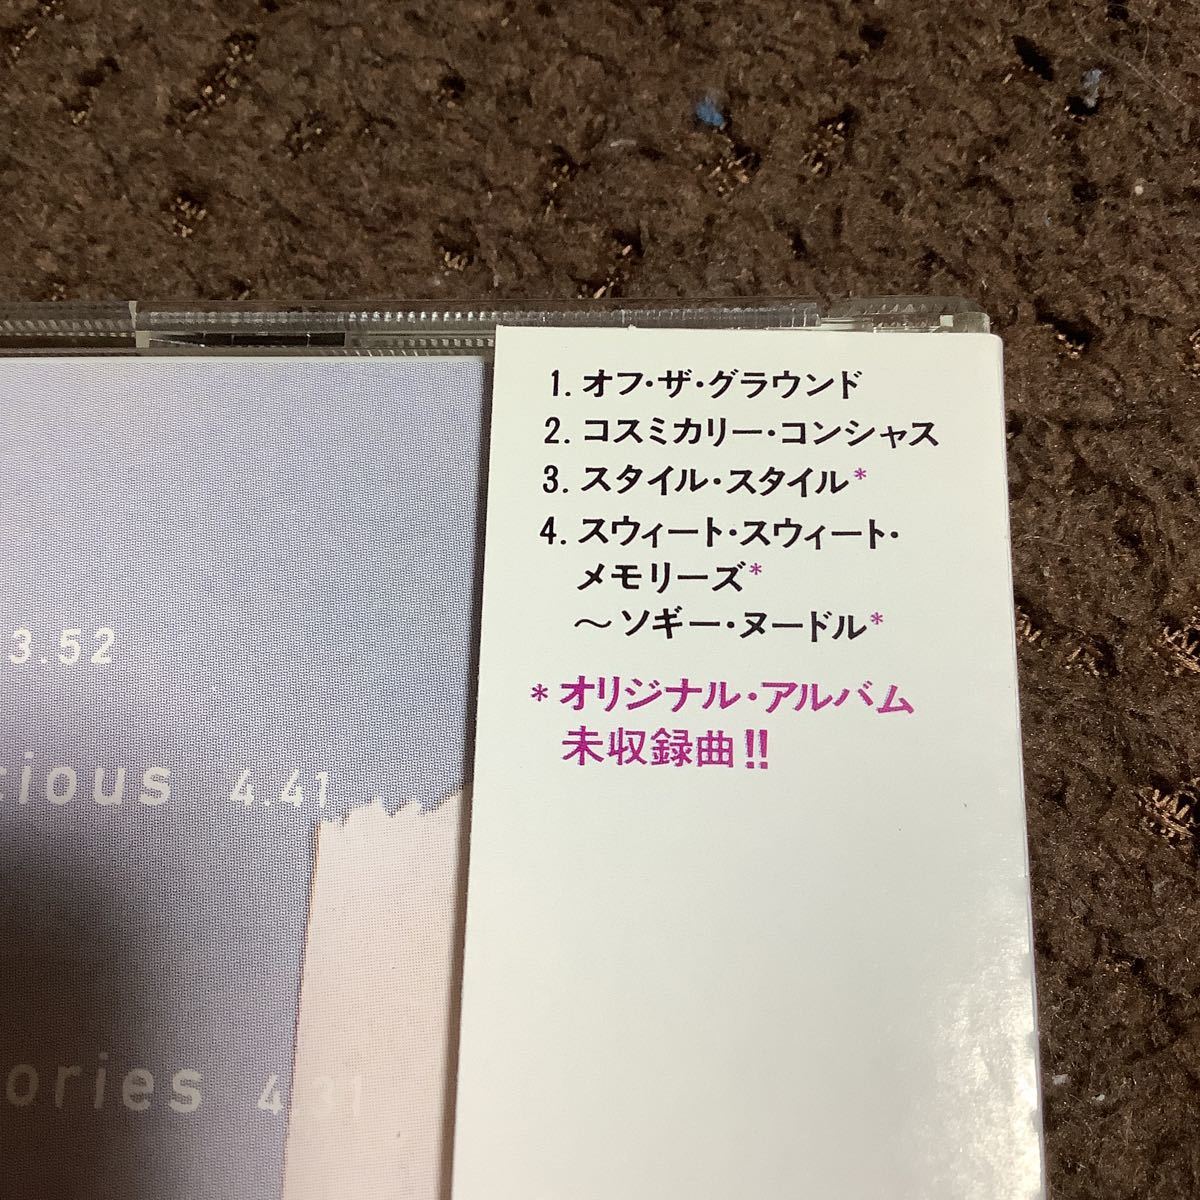 1. オフ・ザ・グラウンド
2. コスミカリー・コンシャス
3. スタイル・スタイル*
4. スウィート・スウィート・
メモリーズ*
〜ソギー・ヌードル*
*オリジナル・アルバム
未収録曲!!
3.52
4.41
4.31